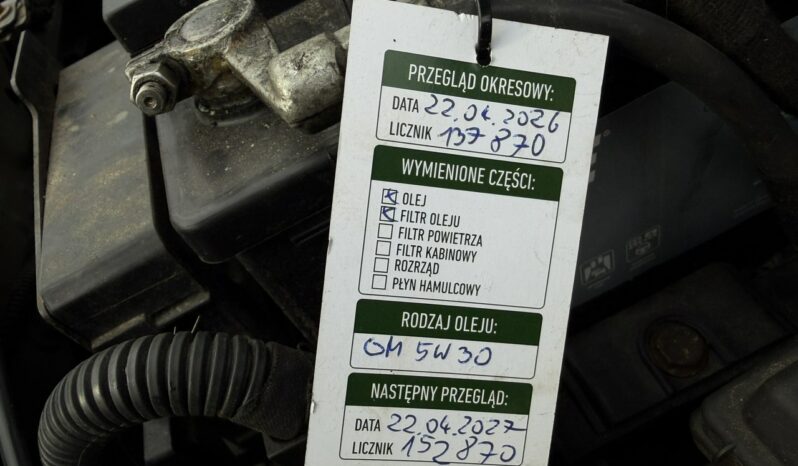 PRZEGLĄD OKRESOWY:
DATA 22.04.2026
LICZNIK 137 870
WYMIENIONE CZĘŚCI:
OLEJ
FILTR OLEJU
FILTR POWIETRZA
FILTR KABINOWY
ROZRZĄD
PŁYN HAMULCOWY
RODZAJ OLEJU:
OM 5W30
NASTĘPNY PRZEGLĄD:
DATA 22.04.2027
LICZNIK 152870